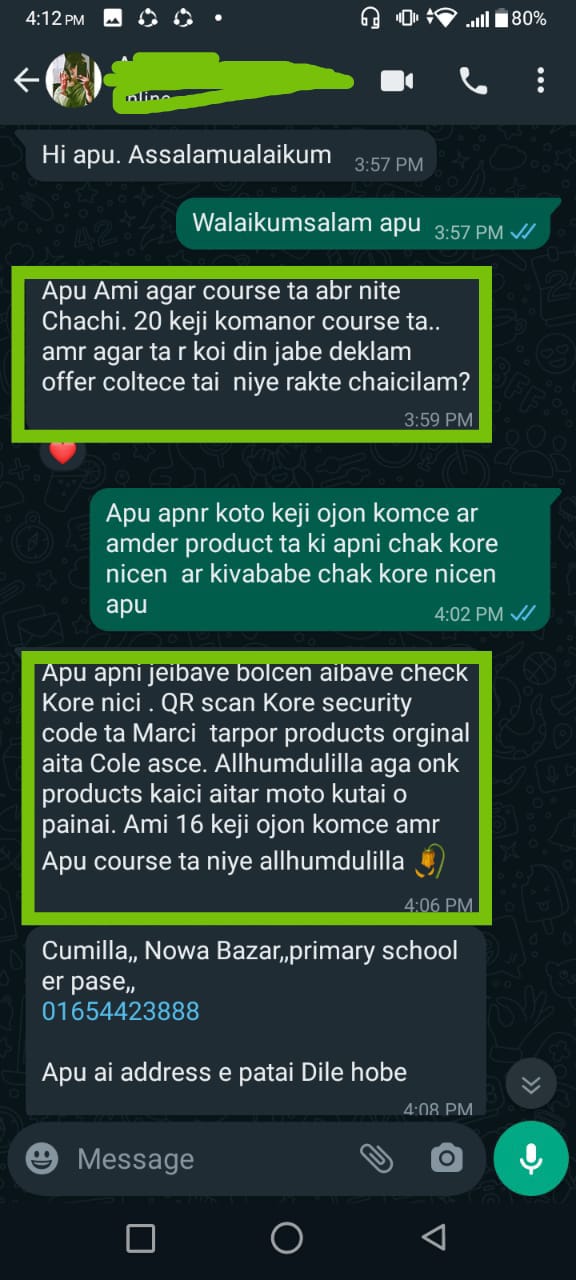 4:12 PM
80%
Hi apu. Assalamualaikum
3:57 PM
Walaikumsalam apu
3:57 PM
Apu Ami agar course ta abr nite
Chachi. 20 keji komanor course ta..
amr agar ta r koi din jabe deklam
offer coltece tai niye rakte chaicilam?
3:59 PM
Apu apnr koto keji ojon komce ar
amder product ta ki apni chak kore
nicen ar kivababe chak kore nicen
apu
4:02 PM
Apu apni jeibave bolcen aibave check
Kore nici . QR scan Kore security
code ta Marci tarpor products orginal
aita Cole asce. Allhumdulilla aga onk
products kaici aitar moto kutai o
painai. Ami 16 keji ojon komce amr
Apu course ta niye allhumdulilla
4:06 PM
Cumilla,, Nowa Bazar,,primary school
er pase,,
01654423888
Apu ai address e patai Dile hobe
4:08 PM
Message